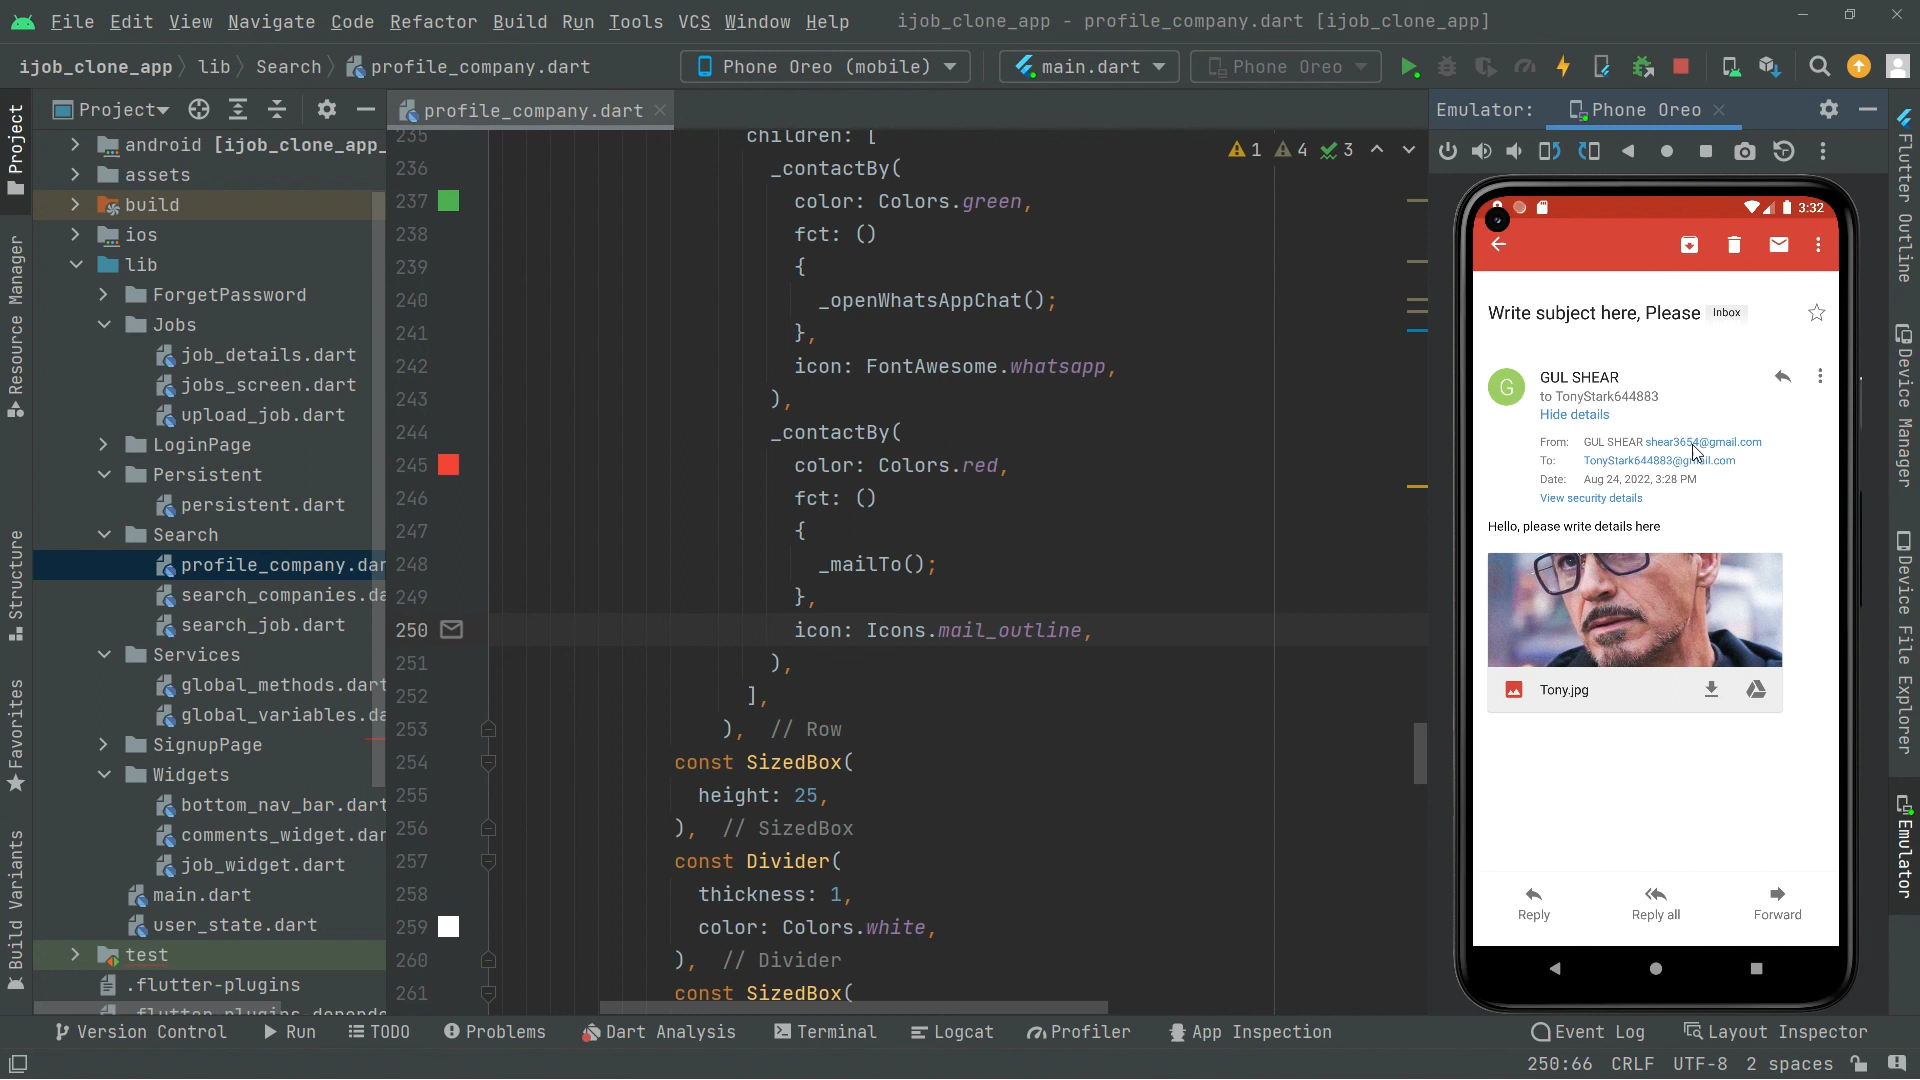 File Edit View Navigate Code Refactor Build Run Tools VCS Window Help ijob_clone_app - profile_company.dart [ijob_clone_app]
ijob_clone_app lib Search profile_company.dart Phone Oreo (mobile) main.dart Phone Oreo
Project profile_company.dart Emulator: Phone Oreo
1 4 3
android [ijob_clone_app_
assets
build
ios
lib
ForgetPassword
Jobs
job_details.dart
jobs_screen.dart
upload_job.dart
LoginPage
Persistent
persistent.dart
Search
profile_company.dar
search_companies.da
search_job.dart
Services
global_methods.dart
global_variables.da
SignupPage
Widgets
bottom_nav_bar.dart
comments_widget.dar
job_widget.dart
main.dart
user_state.dart
test
.flutter-plugins
.flutter-plugins-depende
235 children: [
236 _contactBy(
237 color: Colors.green,
238 fct: ()
239 {
240 _openWhatsAppChat();
241 },
242 icon: FontAwesome.whatsapp,
243 ),
244 _contactBy(
245 color: Colors.red,
246 fct: ()
247 {
248 _mailTo();
249 },
250 icon: Icons.mail_outline,
251 ),
252 ],
253 ), // Row
254 const SizedBox(
255 height: 25,
256 ), // SizedBox
257 const Divider(
258 thickness: 1,
259 color: Colors.white,
260 ), // Divider
261 const SizedBox(
3:32
Write subject here, Please Inbox
G
GUL SHEAR
to TonyStark644883
Hide details
From: GUL SHEAR shear3654@gmail.com
To: TonyStark644883@gmail.com
Date: Aug 24, 2022, 3:28 PM
View security details
Hello, please write details here
Tony.jpg
Reply Reply all Forward
Project
Resource Manager
Structure
Favorites
Build Variants
Flutter Outline
Device Manager
Device File Explorer
Emulator
Version Control Run TODO Problems Dart Analysis Terminal Logcat Profiler App Inspection Event Log Layout Inspector
250:66 CRLF UTF-8 2 spaces